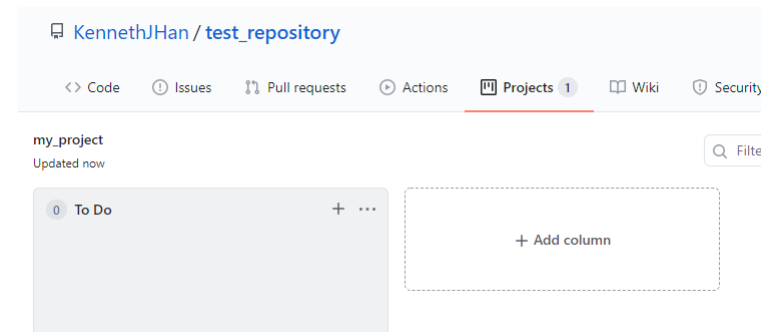 KennethJHan / test_repository
<> Code Issues Pull requests Actions Projects 1 Wiki Security
my_project
Updated now
Filte
0 To Do + ...
+ Add column